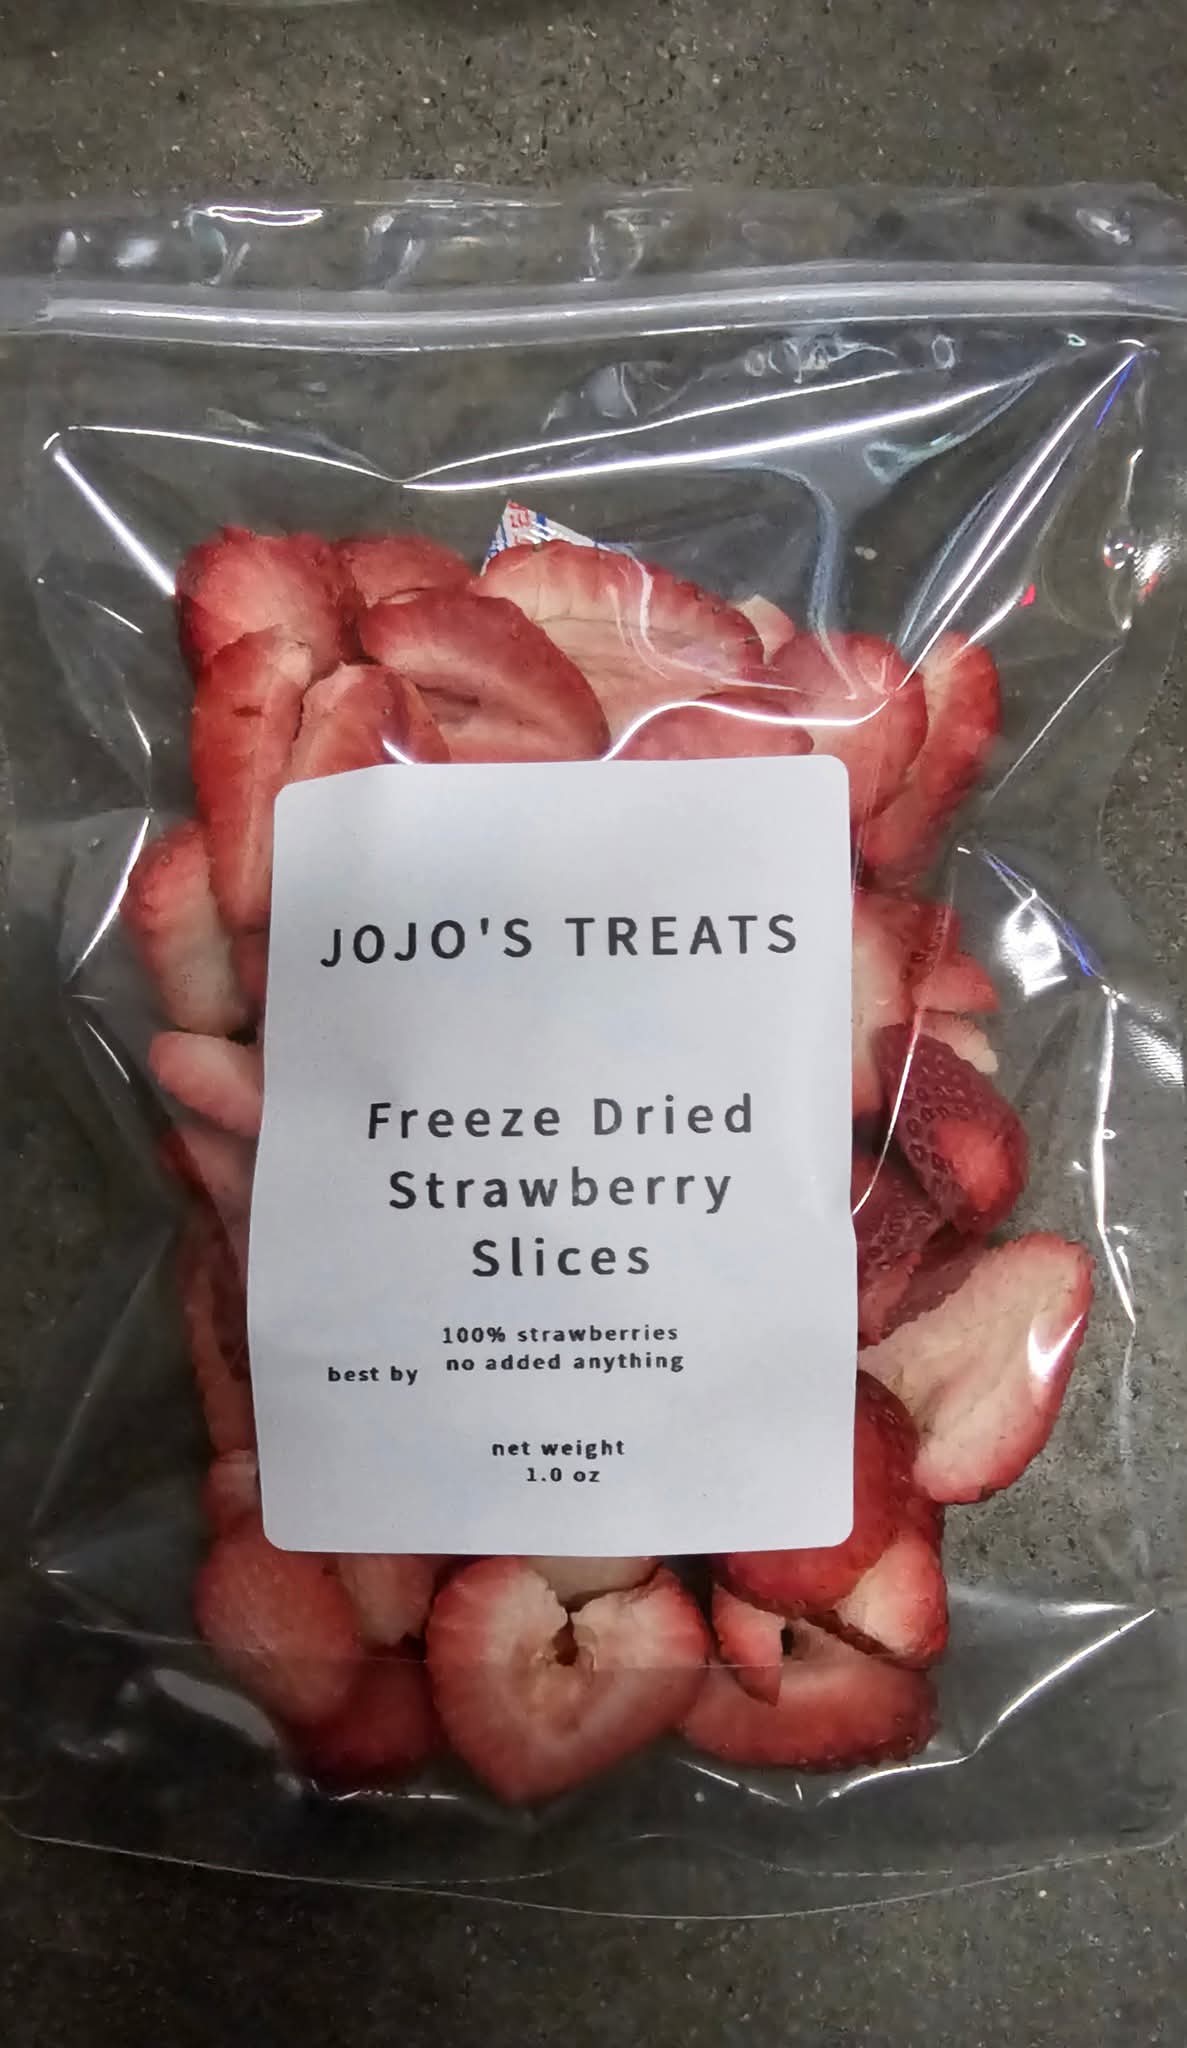 JOJO'S TREATS
Freeze Dried
Strawberry
Slices
100% strawberries
no added anything
best by
net weight
1.0 oz